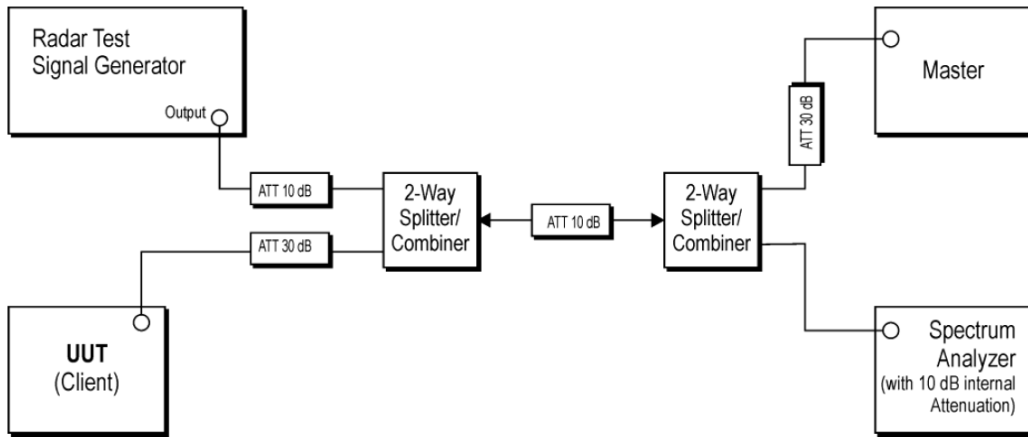 Radar Test
Signal Generator
Output
ATT 10 dB
2-Way
Splitter/
Combiner
ATT 30 dB
UUT
(Client)
ATT 10 dB
2-Way
Splitter/
Combiner
ATT 30 dB
Master
Spectrum
Analyzer
(with 10 dB internal
Attenuation)